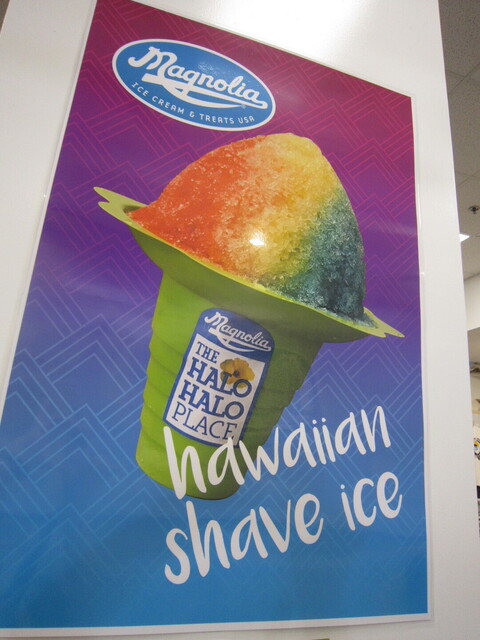 Magnolia
ICE CREAM & TREATS USA
Magnolia
THE
HALO
HALO
PLACE
hawaiian
shave ice